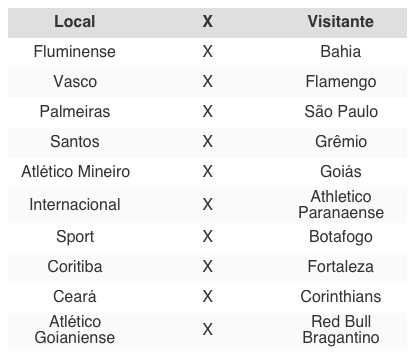 Local X Visitante
Fluminense X Bahia
Vasco X Flamengo
Palmeiras X São Paulo
Santos X Grêmio
Atlético Mineiro X Goiás
Internacional X Athletico
Paranaense
Sport X Botafogo
Coritiba X Fortaleza
Ceará X Corinthians
Atlético
Goianiense X Red Bull
Bragantino